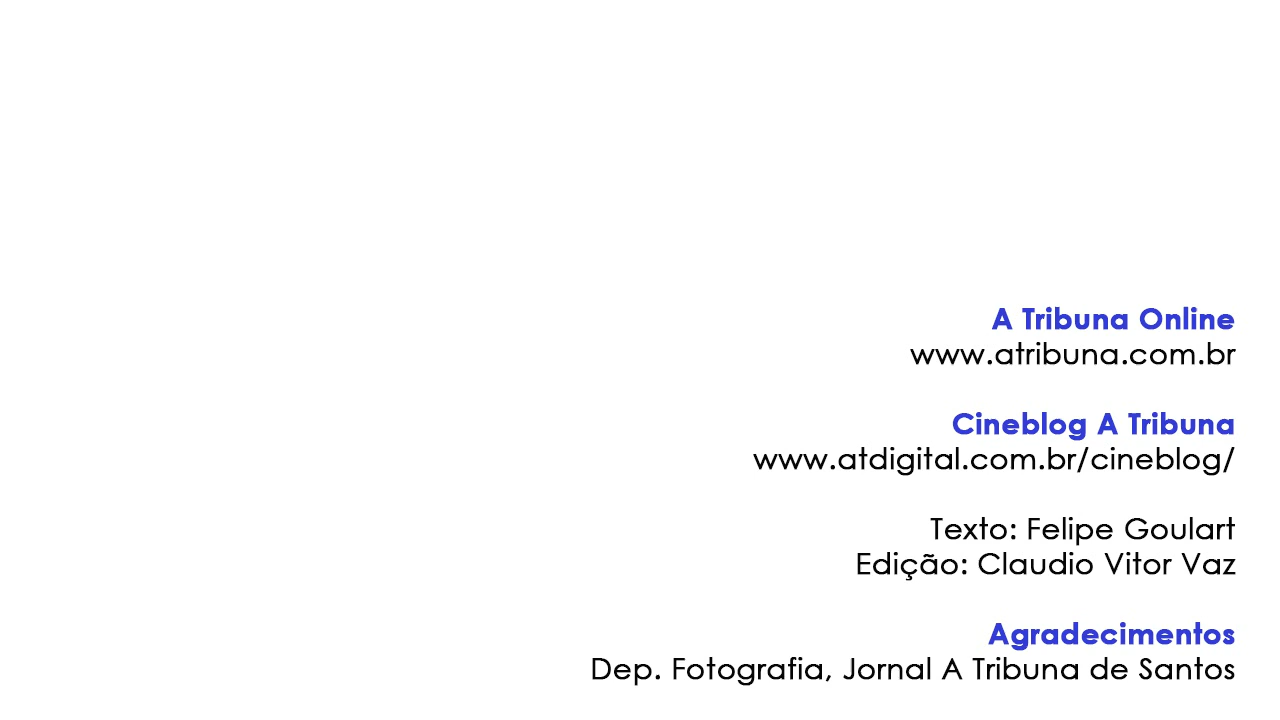 A Tribuna Online
www.atribuna.com.br
Cineblog A Tribuna
www.atdigital.com.br/cineblog/
Texto: Felipe Goulart
Edição: Claudio Vitor Vaz
Agradecimentos
Dep. Fotografia, Jornal A Tribuna de Santos